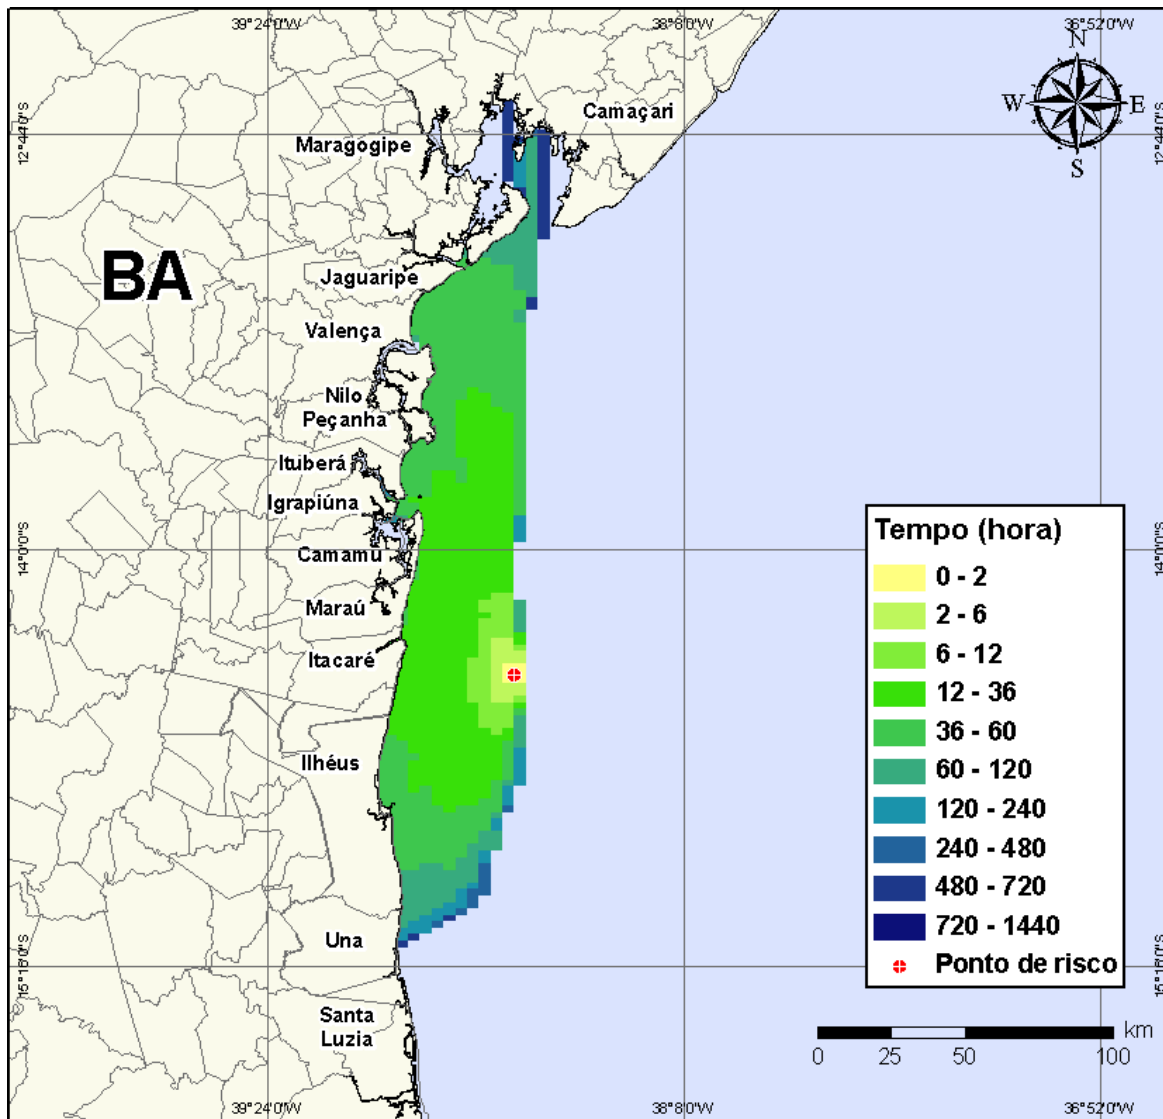 39°24'0"W
38°8'0"W
36°52'0"W
N
W
E
S
Camaçari
12°44'0"S
12°44'0"S
Maragogipe
BA
Jaguaripe
Valença
Nilo
Peçanha
Ituberá
Igrapiúna
14°0'0"S
14°0'0"S
Camamu
Maraú
Itacaré
Ilhéus
Una
15°16'0"S
15°16'0"S
Santa
Luzia
Tempo (hora)
0 - 2
2 - 6
6 - 12
12 - 36
36 - 60
60 - 120
120 - 240
240 - 480
480 - 720
720 - 1440
Ponto de risco
km
0 25 50 100
39°24'0"W
38°8'0"W
36°52'0"W